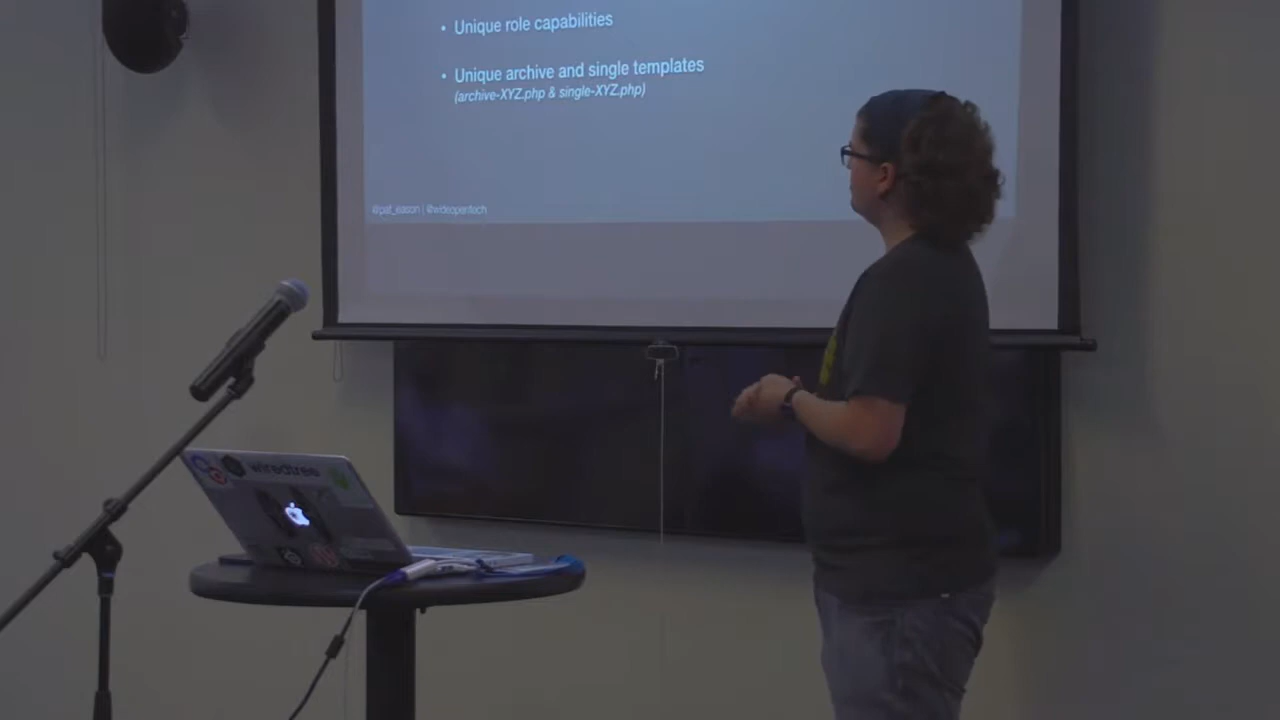 • Unique role capabilities
• Unique archive and single templates
(archive-XYZ.php & single-XYZ.php)
@pat_eason | @wideopentech
wiredtree